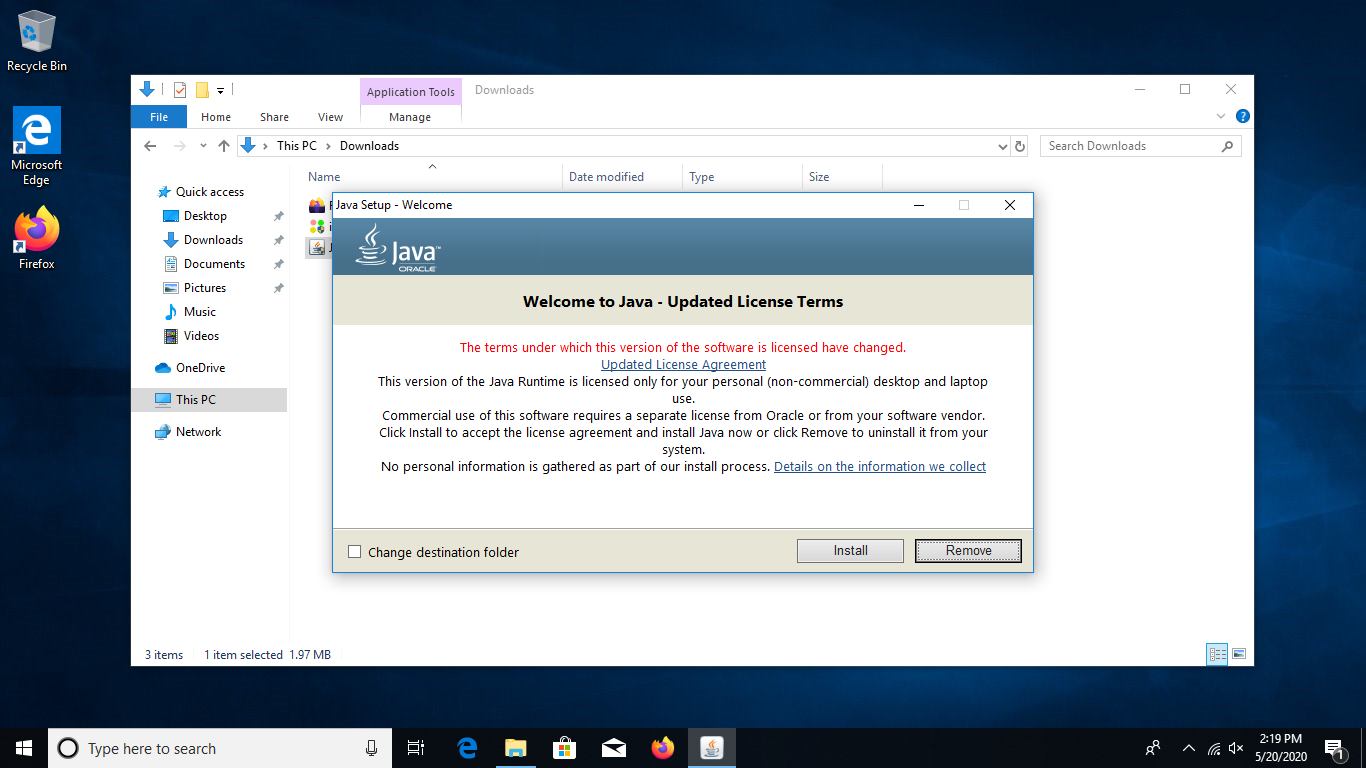 Recycle Bin
Microsoft
Edge
Firefox
Application Tools
Downloads
File
Home
Share
View
Manage
?
This PC
Downloads
Search Downloads
Name
Date modified
Type
Size
Quick access
Desktop
Downloads
Documents
Pictures
Music
Videos
OneDrive
This PC
Network
Java Setup - Welcome
Java™
ORACLE
Welcome to Java - Updated License Terms
The terms under which this version of the software is licensed have changed.
Updated License Agreement
This version of the Java Runtime is licensed only for your personal (non-commercial) desktop and laptop
use.
Commercial use of this software requires a separate license from Oracle or from your software vendor.
Click Install to accept the license agreement and install Java now or click Remove to uninstall it from your
system.
No personal information is gathered as part of our install process. Details on the information we collect
Change destination folder
Install
Remove
3 items
1 item selected 1.97 MB
Type here to search
2:19 PM
5/20/2020
1